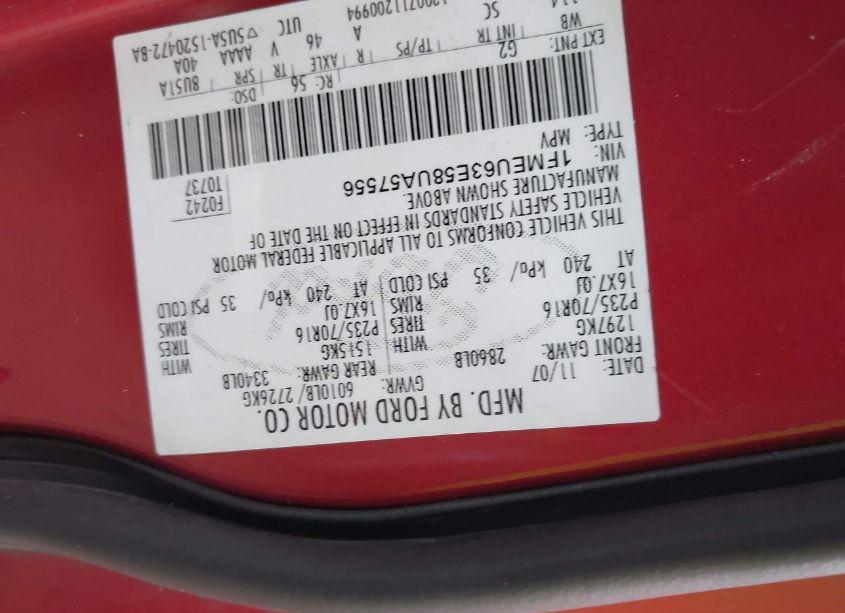 MFD. BY FORD MOTOR CO.
DATE: 11/07 GVWR: 6010LB/ 2726KG
FRONT GAWR: 2860LB REAR GAWR: 3340LB
1297KG WITH 1515KG WITH
P235/70R16 TIRES P235/70R16 TIRES
16X7.0J RIMS 16X7.0J RIMS
AT 240 kPa/ 35 PSI COLD AT 240 kPa/ 35 PSI COLD
THIS VEHICLE CONFORMS TO ALL APPLICABLE FEDERAL MOTOR
VEHICLE SAFETY STANDARDS IN EFFECT ON THE DATE OF
MANUFACTURE SHOWN ABOVE.
VIN: 1FMEU63E58UA57556 F0242
TYPE: MPV T0737
EXT PNT: G2 RC: 56 DSO:
WB INT TR TP/PS R AXLE TR SPR 8U51A
SC A 46 V AAAA 40A
UTC 5USA-1520472-BA